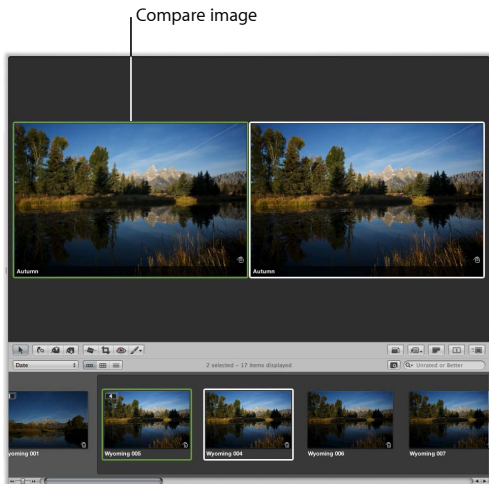 Compare image
Autumn
Autumn
Date
2 selected – 17 items displayed
Unrated or Better
yoming 001
Wyoming 005
Wyoming 004
Wyoming 006
Wyoming 007